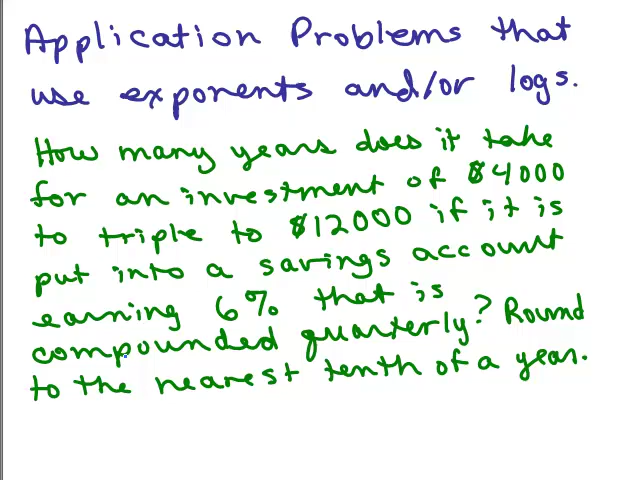 Application Problems that
use exponents and/or logs.
How many years does it take
for an investment of $4000
to triple to $12000 if it is
put into a savings account
earning 6% that is
compounded quarterly? Round
to the nearest tenth of a year.